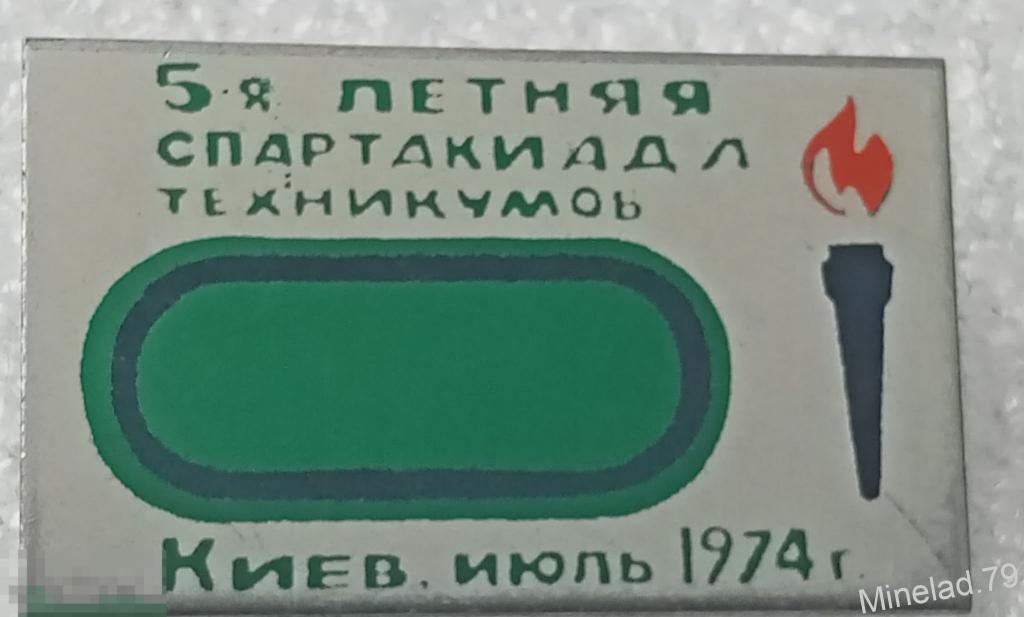 5-я ЛЕТНЯЯ
СПАРТАКИАДА
ТЕХНИКУМОВ
КИЕВ. ИЮЛЬ 1974 г.
Minelad.79